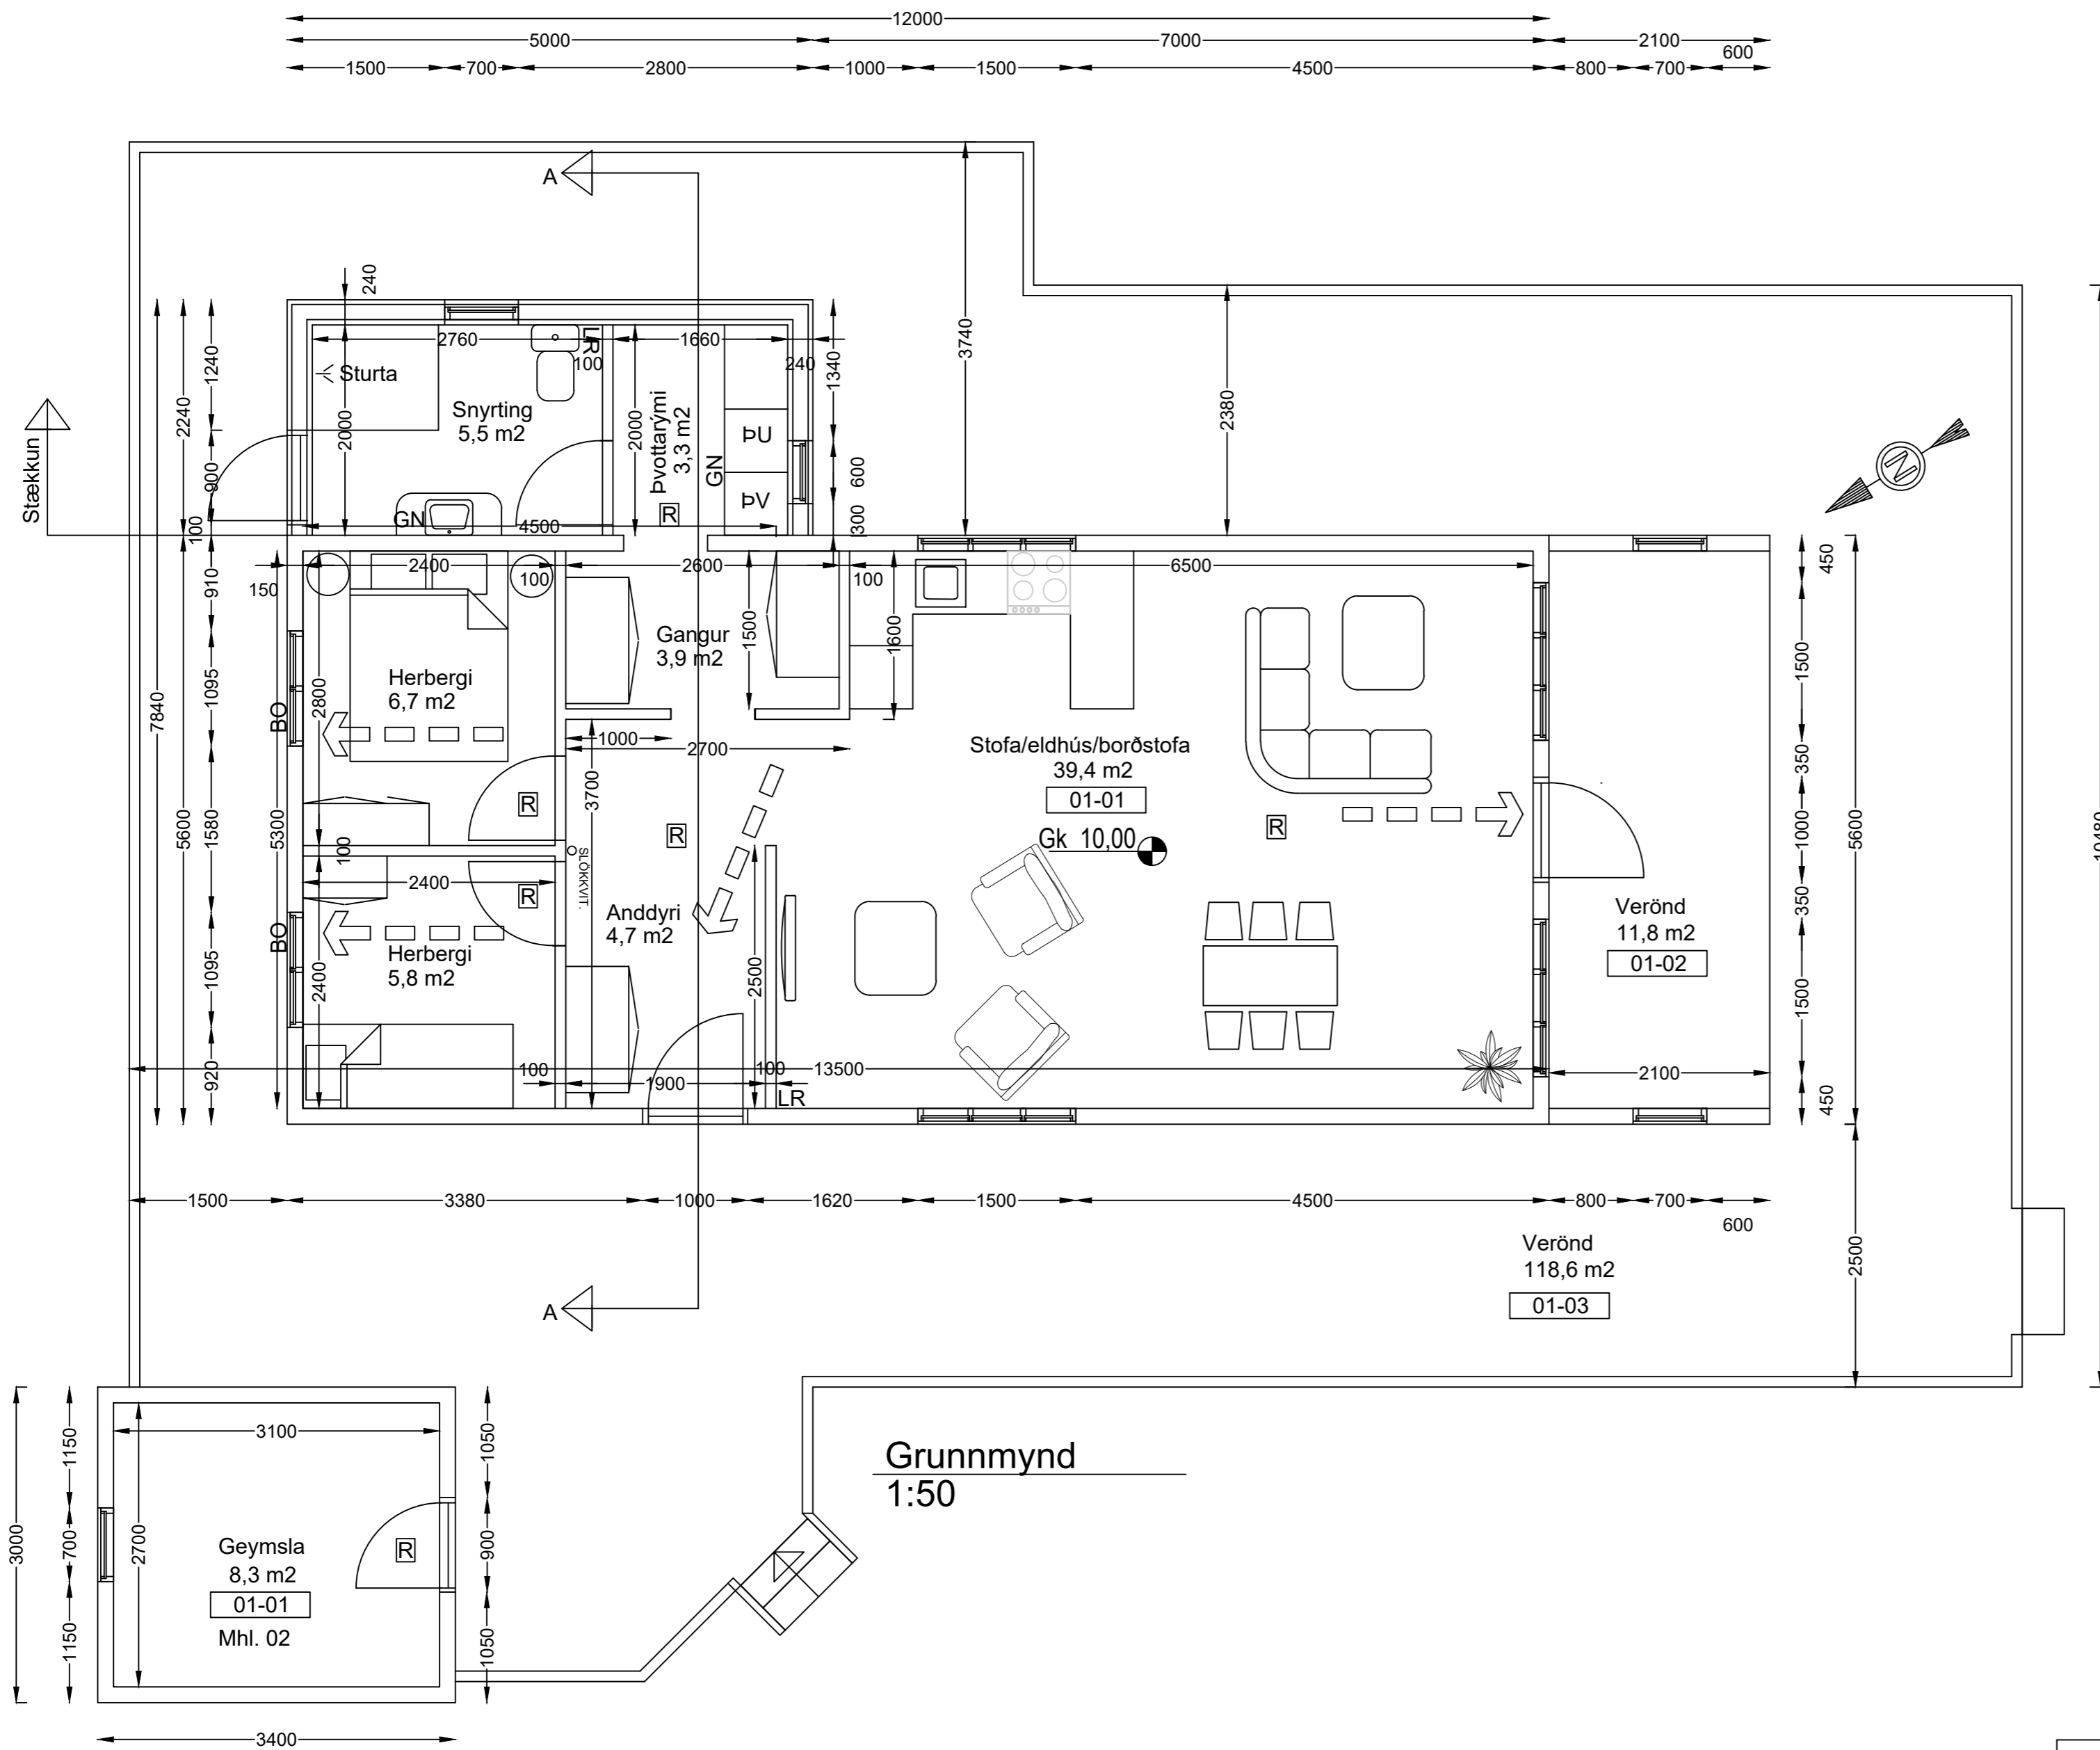 12000
5000 7000 2100
1500 700 2800 1000 1500 4500 800 700 600
A
240
3740
2380
2760 1660
LR
100
240
Sturta
Snyrting
5,5 m2
2000
2000
Þvottarými
3,3 m2
GN
ÞU
ÞV
R
GN
4500
1240
900
100
2240
7840
Stækkun
1340
600
300
2400
100
2600
100
6500
150
910
1095
1580
1095
920
5600
5300
BO
BO
2800
Herbergi
6,7 m2
R
Gangur
3,9 m2
1500
1600
1000
2700
3700
R
Stofa/eldhús/borðstofa
39,4 m2
01-01
Gk 10,00
R
100
2400
R
SLÖKKVIT.
Herbergi
5,8 m2
2400
Anddyri
4,7 m2
2500
100
1900
100
LR
13500
450
1500
350
1000
350
1500
450
5600
N
Verönd
11,8 m2
01-02
2100
10480
1500 3380 1000 1620 1500 4500 800 700 600
2500
Verönd
118,6 m2
01-03
A
3100
2700
3000
1150
700
1150
1050
900
1050
Geymsla
8,3 m2
01-01
Mhl. 02
R
3400
Grunnmynd
1:50